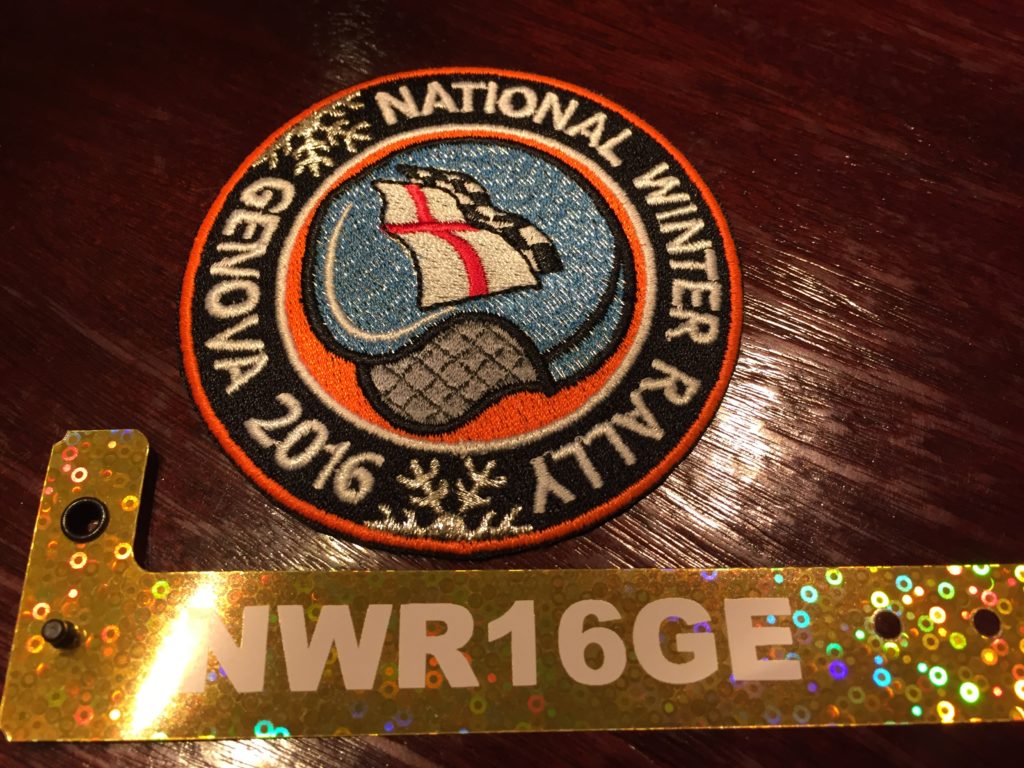 NATIONAL WINTER RALLY
GENOVA 2016
NWR16GE